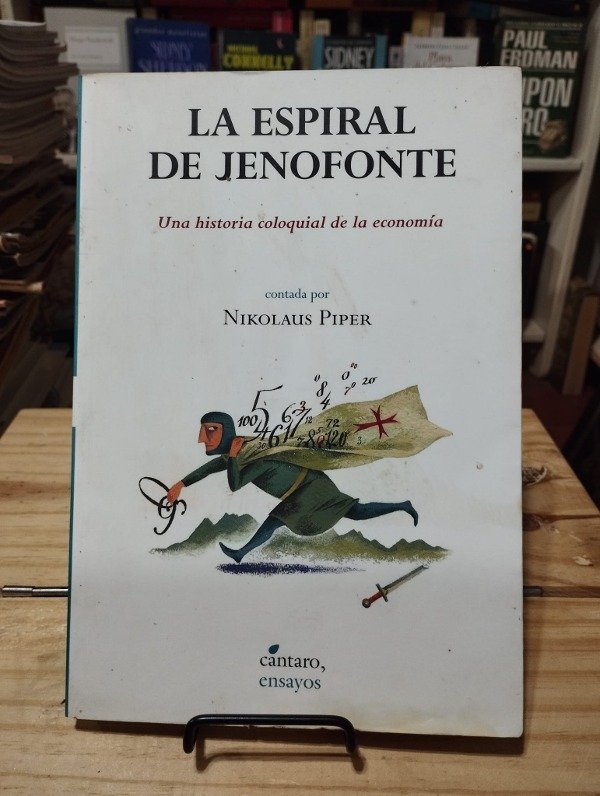 LA ESPIRAL
DE JENOFONTE
Una historia coloquial de la economía
contada por
NIKOLAUS PIPER
cántaro,
ensayos
SIDNEY
CONNELLY
SIDNEY
PAUL
ERDMAN